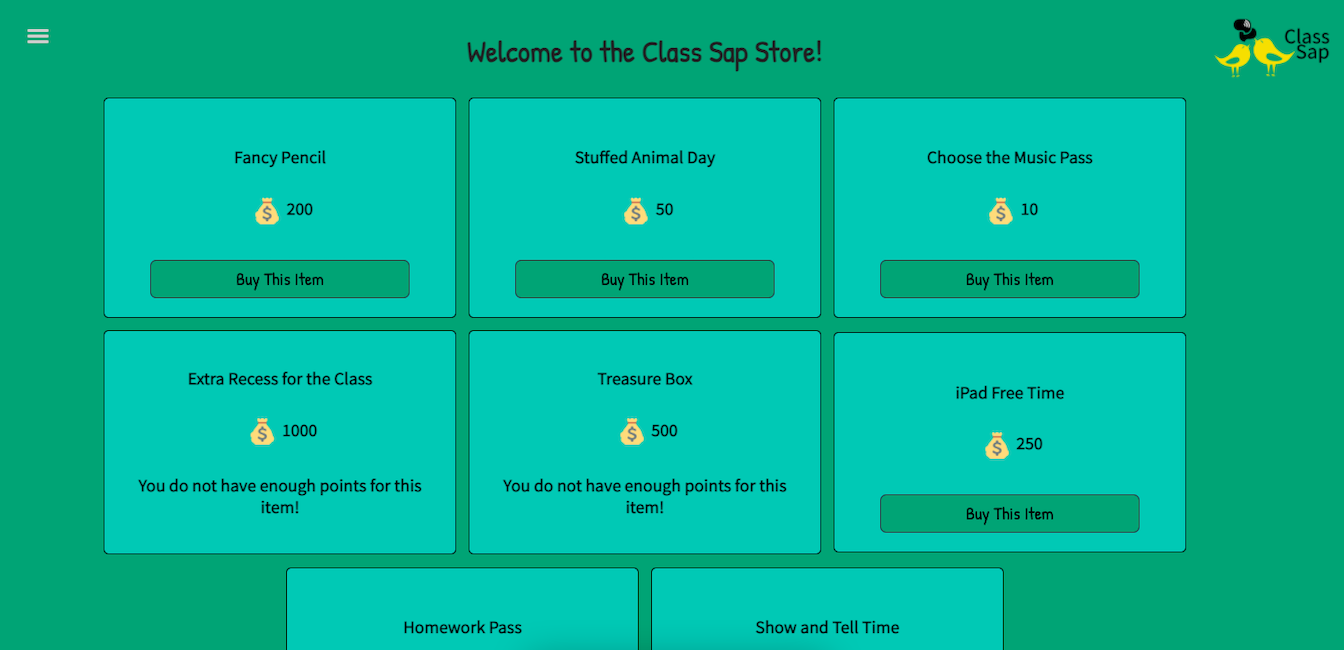 Welcome to the Class Sap Store!
Class
Sap
Fancy Pencil
$ 200
Buy This Item
Stuffed Animal Day
$ 50
Buy This Item
Choose the Music Pass
$ 10
Buy This Item
Extra Recess for the Class
$ 1000
You do not have enough points for this
item!
Treasure Box
$ 500
You do not have enough points for this
item!
iPad Free Time
$ 250
Buy This Item
Homework Pass
Show and Tell Time